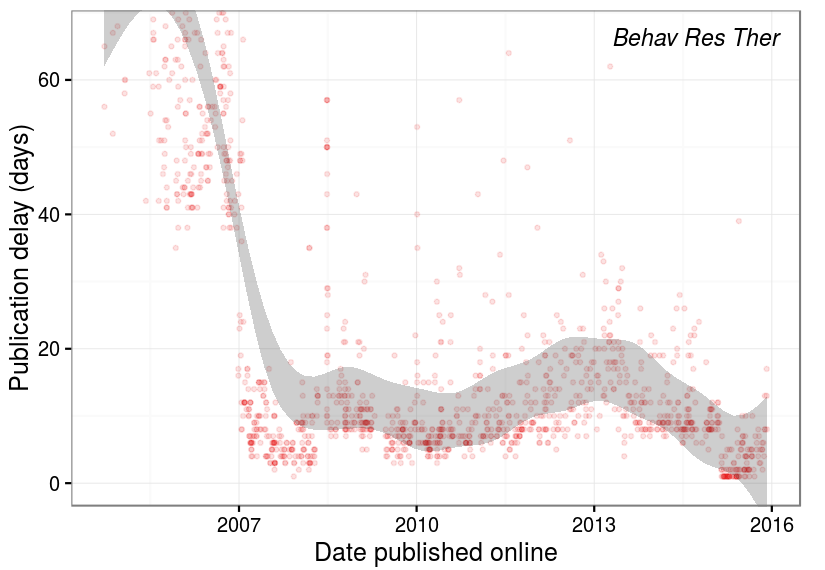 Behav Res Ther
Publication delay (days)
60
40
20
0
2007 2010 2013 2016
Date published online